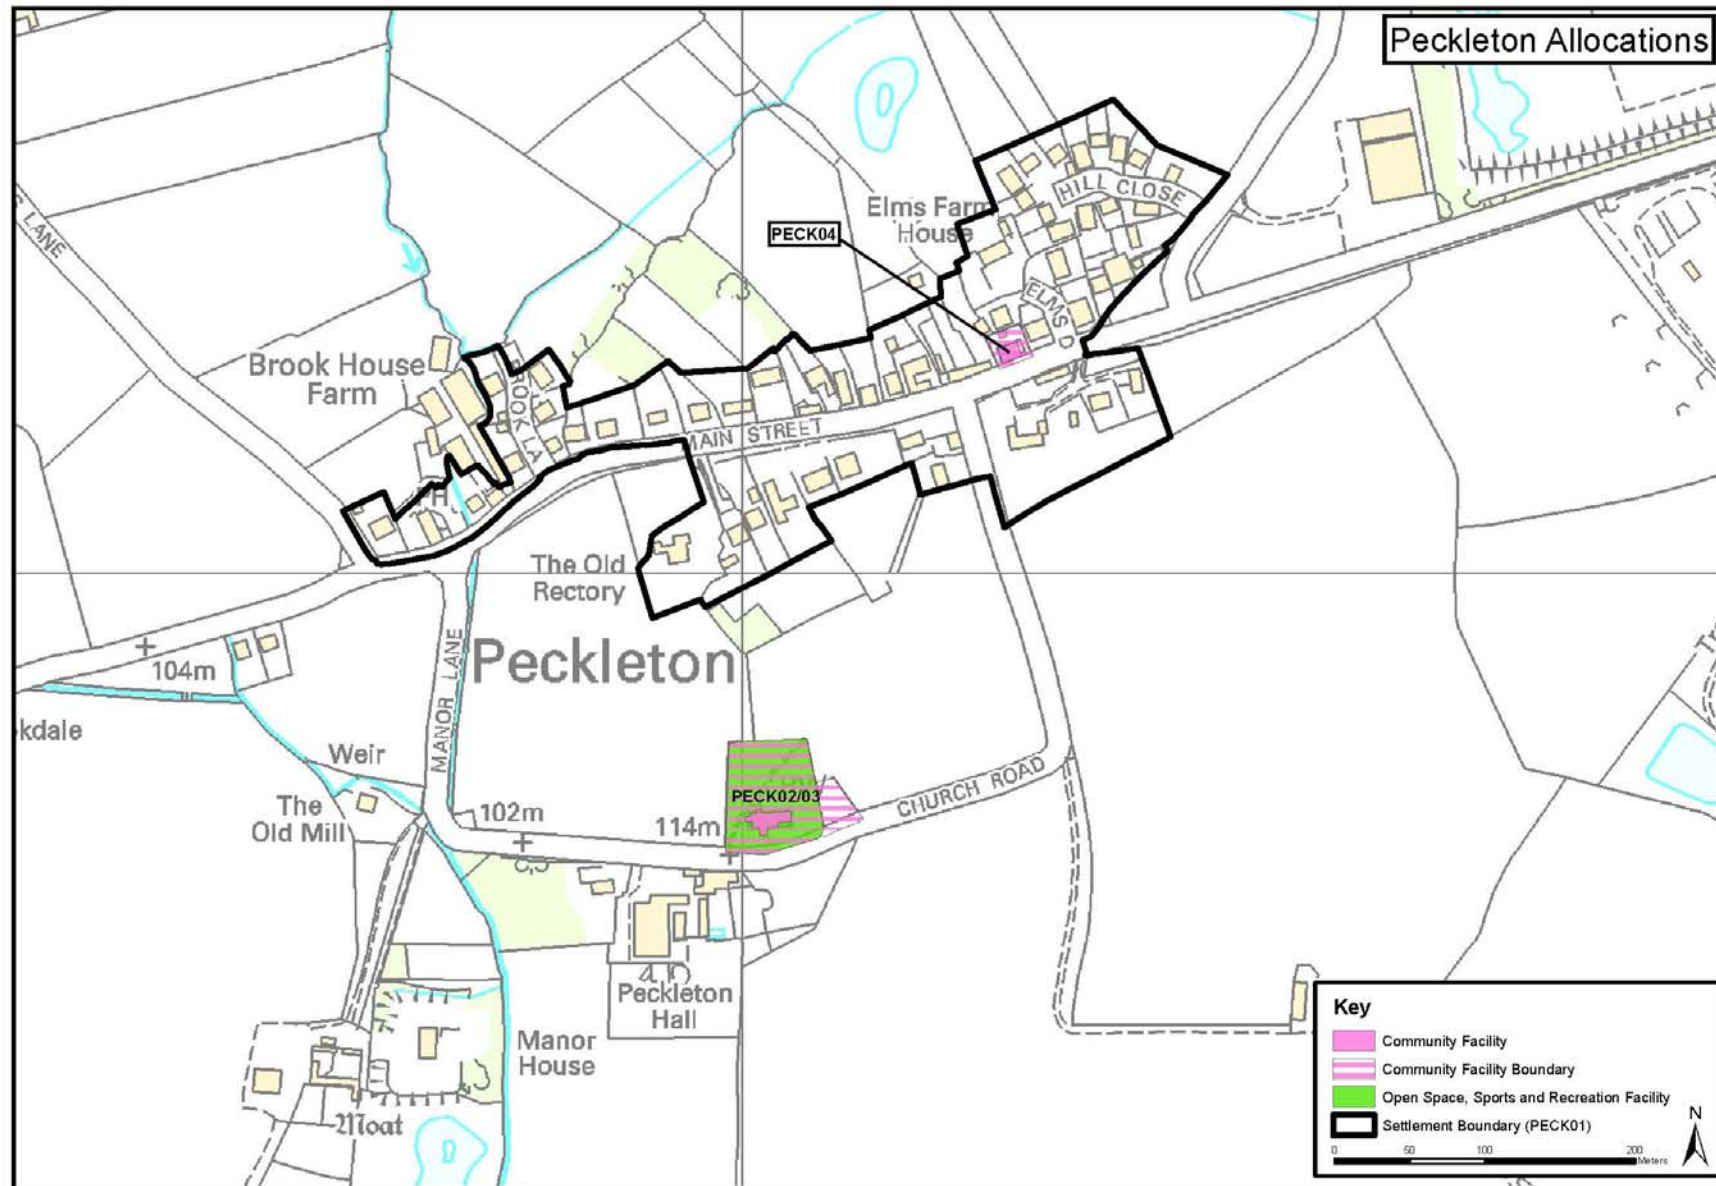 Peckleton Allocations
HILL CLOSE
Elms Farm
House
PECK04
LANE
ELMS D
Brook House
Farm
BROOK LA
MAIN STREET
PH
The Old
Rectory
Peckleton
104m
MANOR LANE
kdale
Weir
PECK02/03
CHURCH ROAD
The
Old Mill
102m
114m
Peckleton
Hall
Manor
House
Moat
Key
Community Facility
Community Facility Boundary
Open Space, Sports and Recreation Facility
Settlement Boundary (PECK01)
N
0 50 100 200
Meters